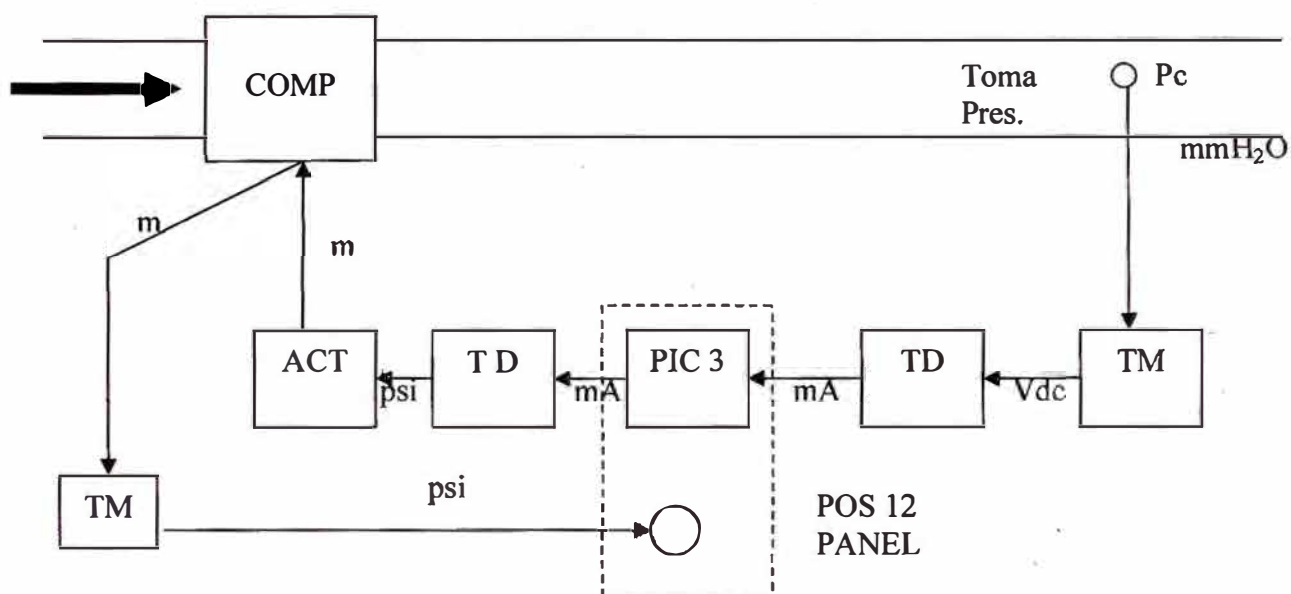 COMP
Toma
Pres.
Pc
mmH₂O
m
m
ACT
psi
T D
mA
PIC 3
mA
TD
Vdc
TM
TM
psi
POS 12
PANEL